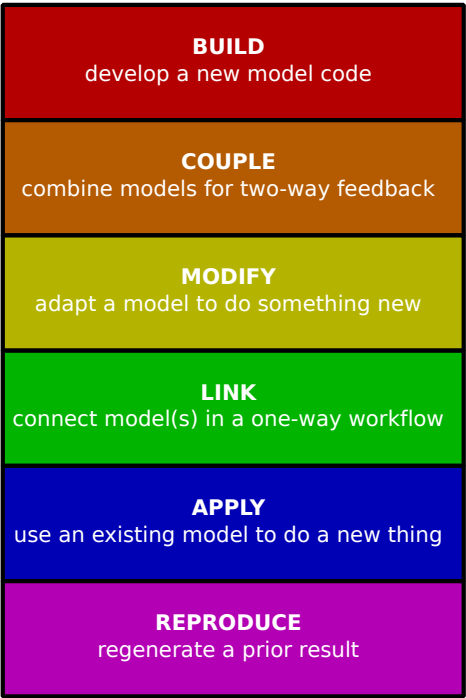 BUILD
develop a new model code
COUPLE
combine models for two-way feedback
MODIFY
adapt a model to do something new
LINK
connect model(s) in a one-way workflow
APPLY
use an existing model to do a new thing
REPRODUCE
regenerate a prior result